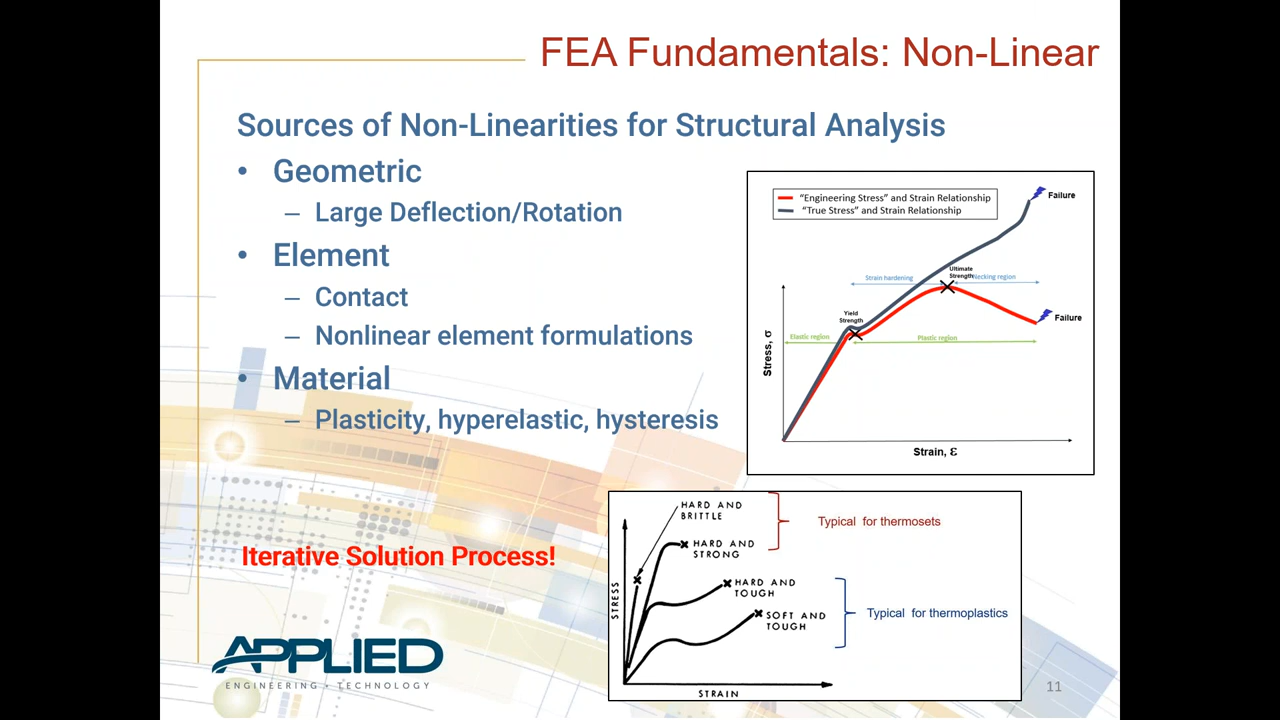 FEA Fundamentals: Non-Linear
Sources of Non-Linearities for Structural Analysis
• Geometric
– Large Deflection/Rotation
• Element
– Contact
– Nonlinear element formulations
• Material
– Plasticity, hyperelastic, hysteresis
Iterative Solution Process!
"Engineering Stress" and Strain Relationship
"True Stress" and Strain Relationship
Failure
Ultimate
Strength
Strain hardening
Necking region
Yield
Strength
Failure
Elastic region
Plastic region
Stress, σ
Strain, ε
HARD AND
BRITTLE
HARD AND
STRONG
HARD AND
TOUGH
SOFT AND
TOUGH
STRESS
STRAIN
Typical for thermosets
Typical for thermoplastics
APPLIED
ENGINEERING • TECHNOLOGY
11